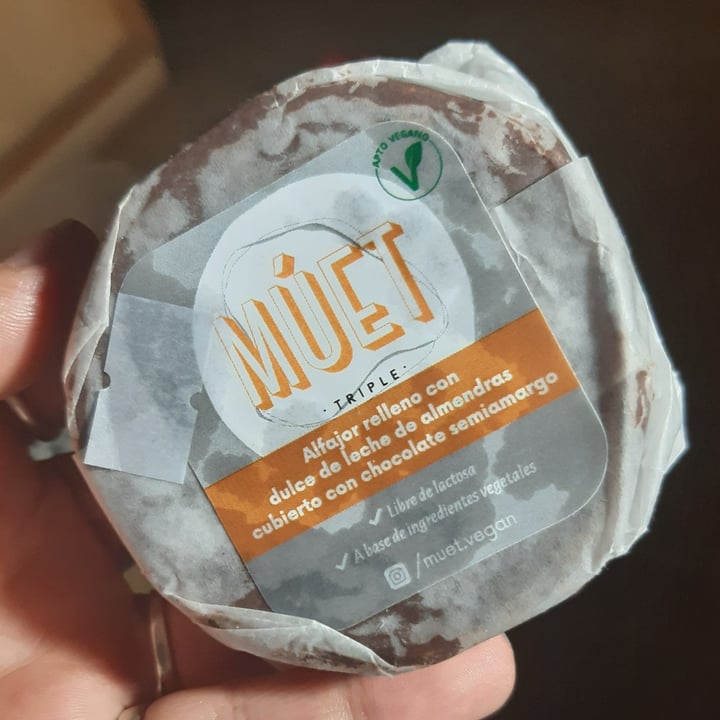 APTO VEGANO
MÚET
· TRIPLE ·
Alfajor relleno con
dulce de leche de almendras
cubierto con chocolate semiamargo
✓ Libre de lactosa
✓ A base de ingredientes vegetales
/muet.vegan